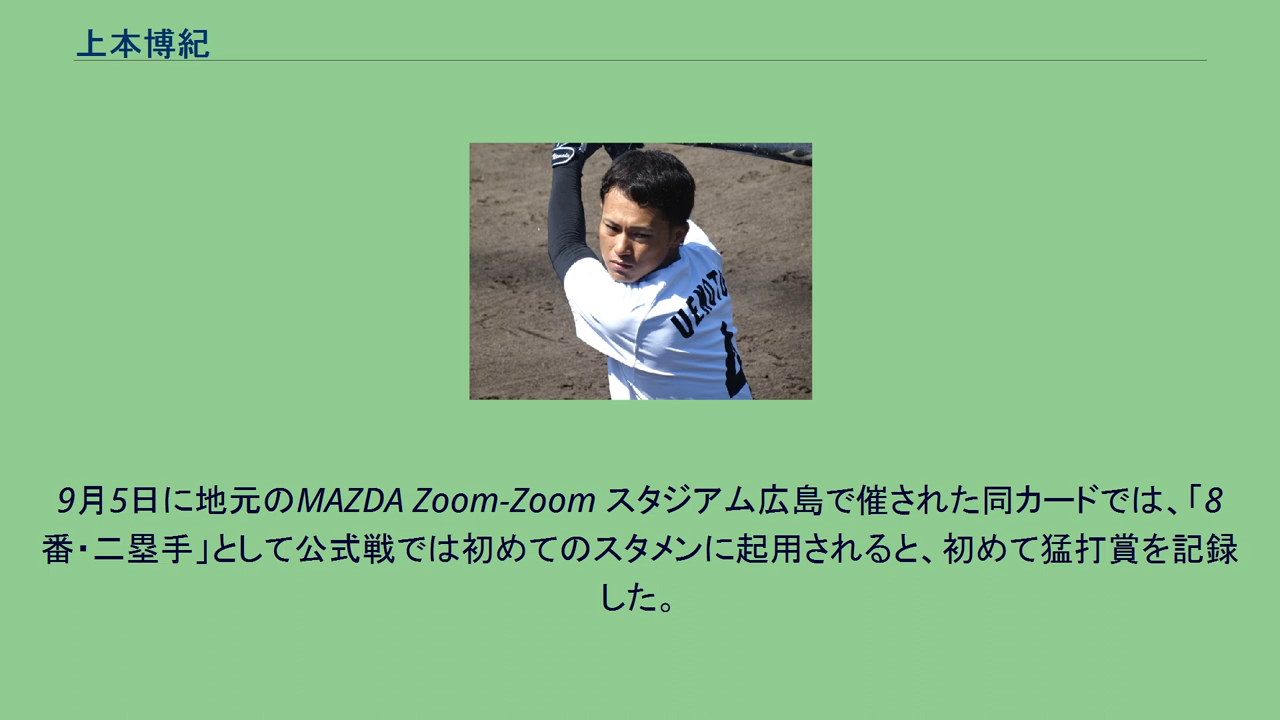 上本博紀
UEMOTO
9月5日に地元のMAZDA Zoom-Zoom スタジアム広島で催された同カードでは、「8
番・二塁手」として公式戦では初めてのスタメンに起用されると、初めて猛打賞を記録
した。